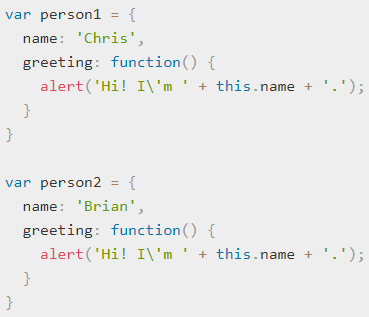 var person1 = {
  name: 'Chris',
  greeting: function() {
    alert('Hi! I\'m ' + this.name + '.');
  }
}

var person2 = {
  name: 'Brian',
  greeting: function() {
    alert('Hi! I\'m ' + this.name + '.');
  }
}